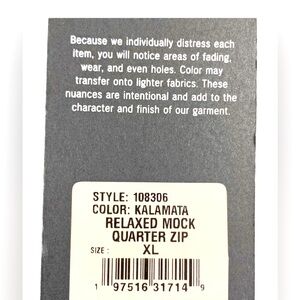 Because we individually distress each
item, you will notice areas of fading,
wear, and even holes. Color may
transfer onto lighter fabrics. These
nuances are intentional and add to the
character and finish of our garment.
STYLE: 108306
COLOR: KALAMATA
RELAXED MOCK
QUARTER ZIP
SIZE: XL
1 97516 31714 9